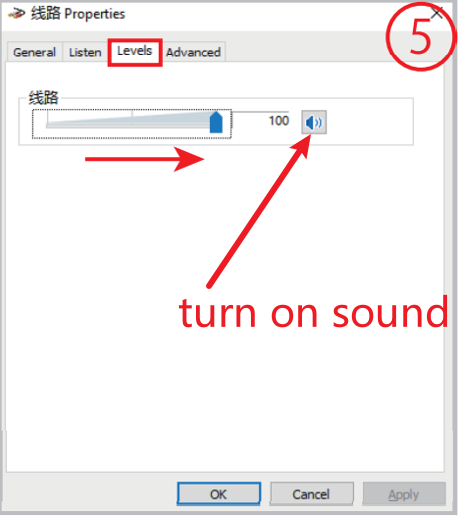 线路 Properties
5
General Listen Levels Advanced
线路
100
turn on sound
OK Cancel Apply